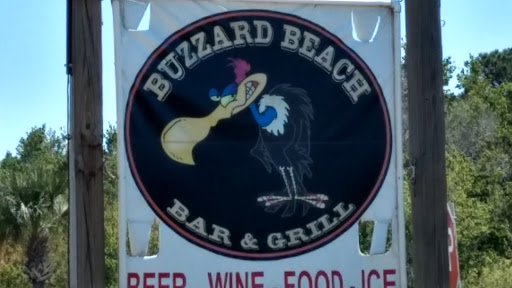 BUZZARD BEACH
BAR & GRILL
BEER - WINE - FOOD - ICE